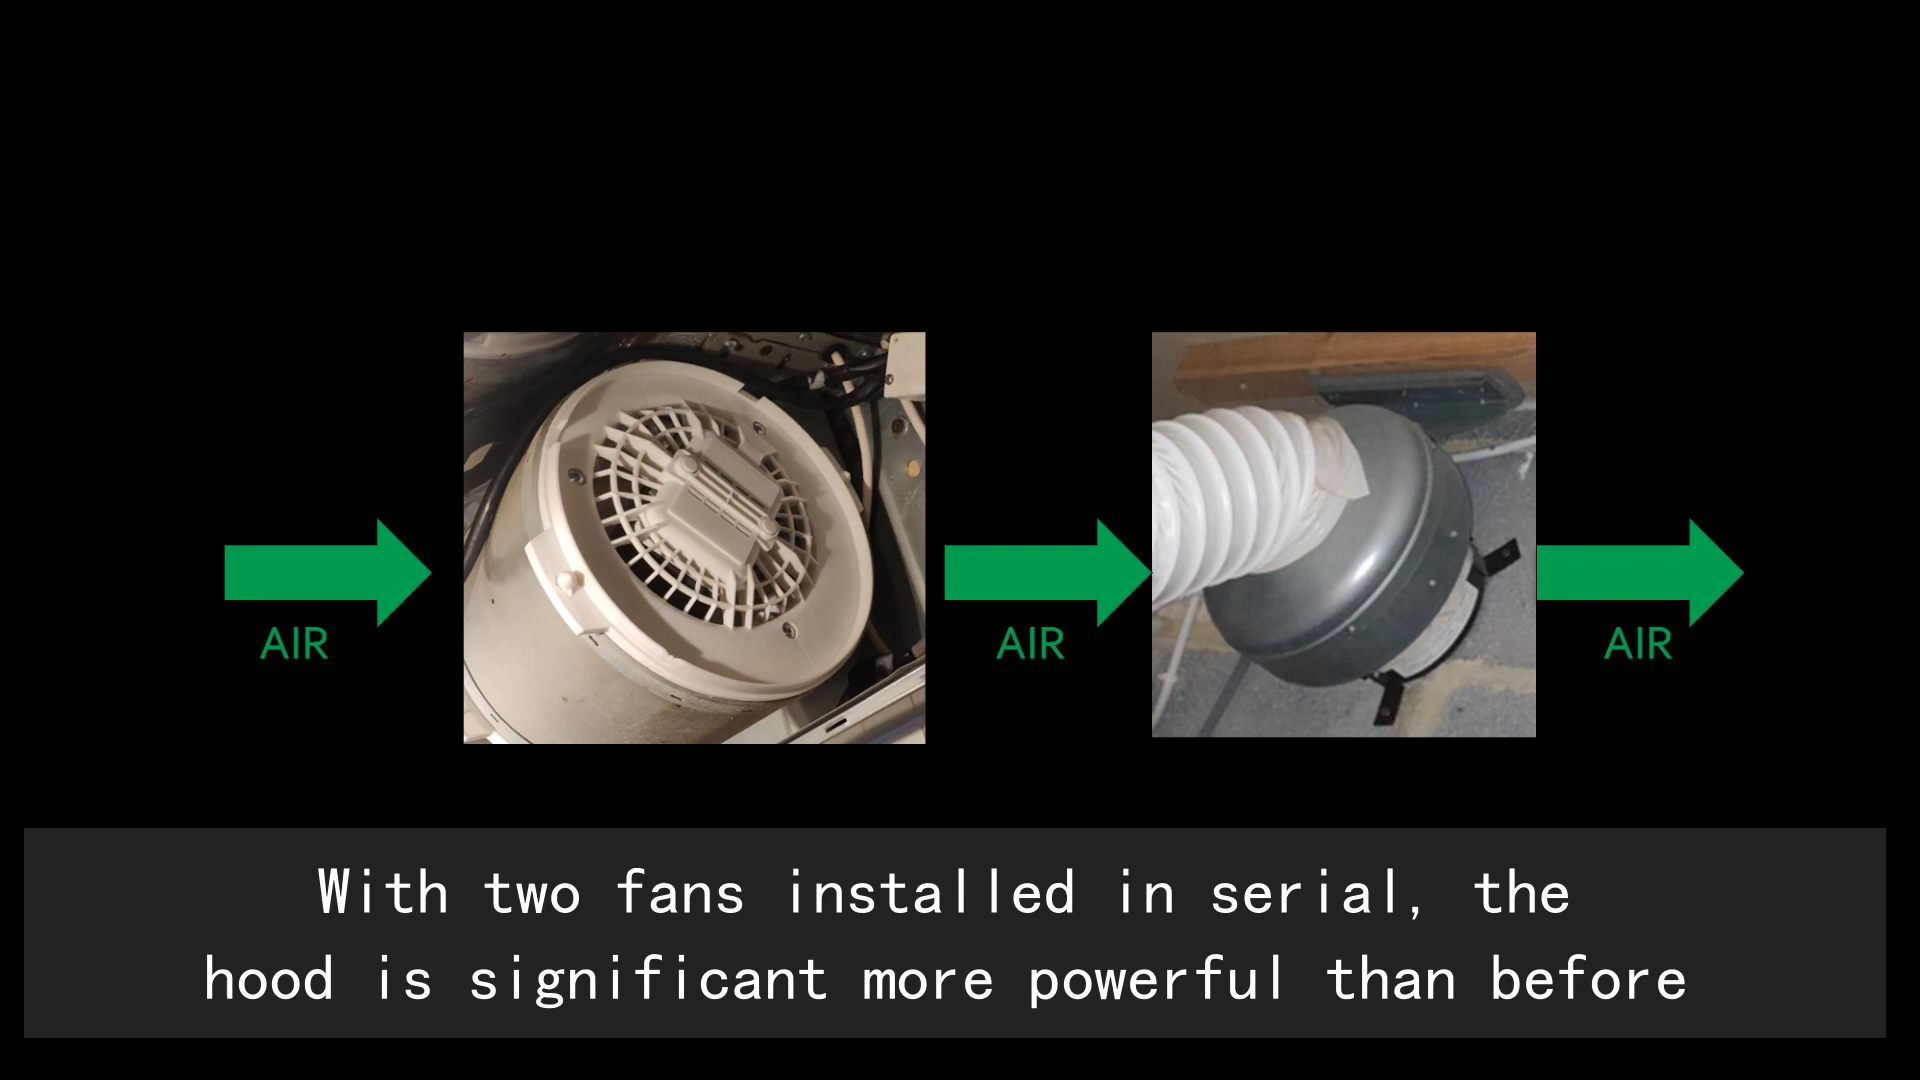 AIR
AIR
AIR
With two fans installed in serial, the
hood is significant more powerful than before